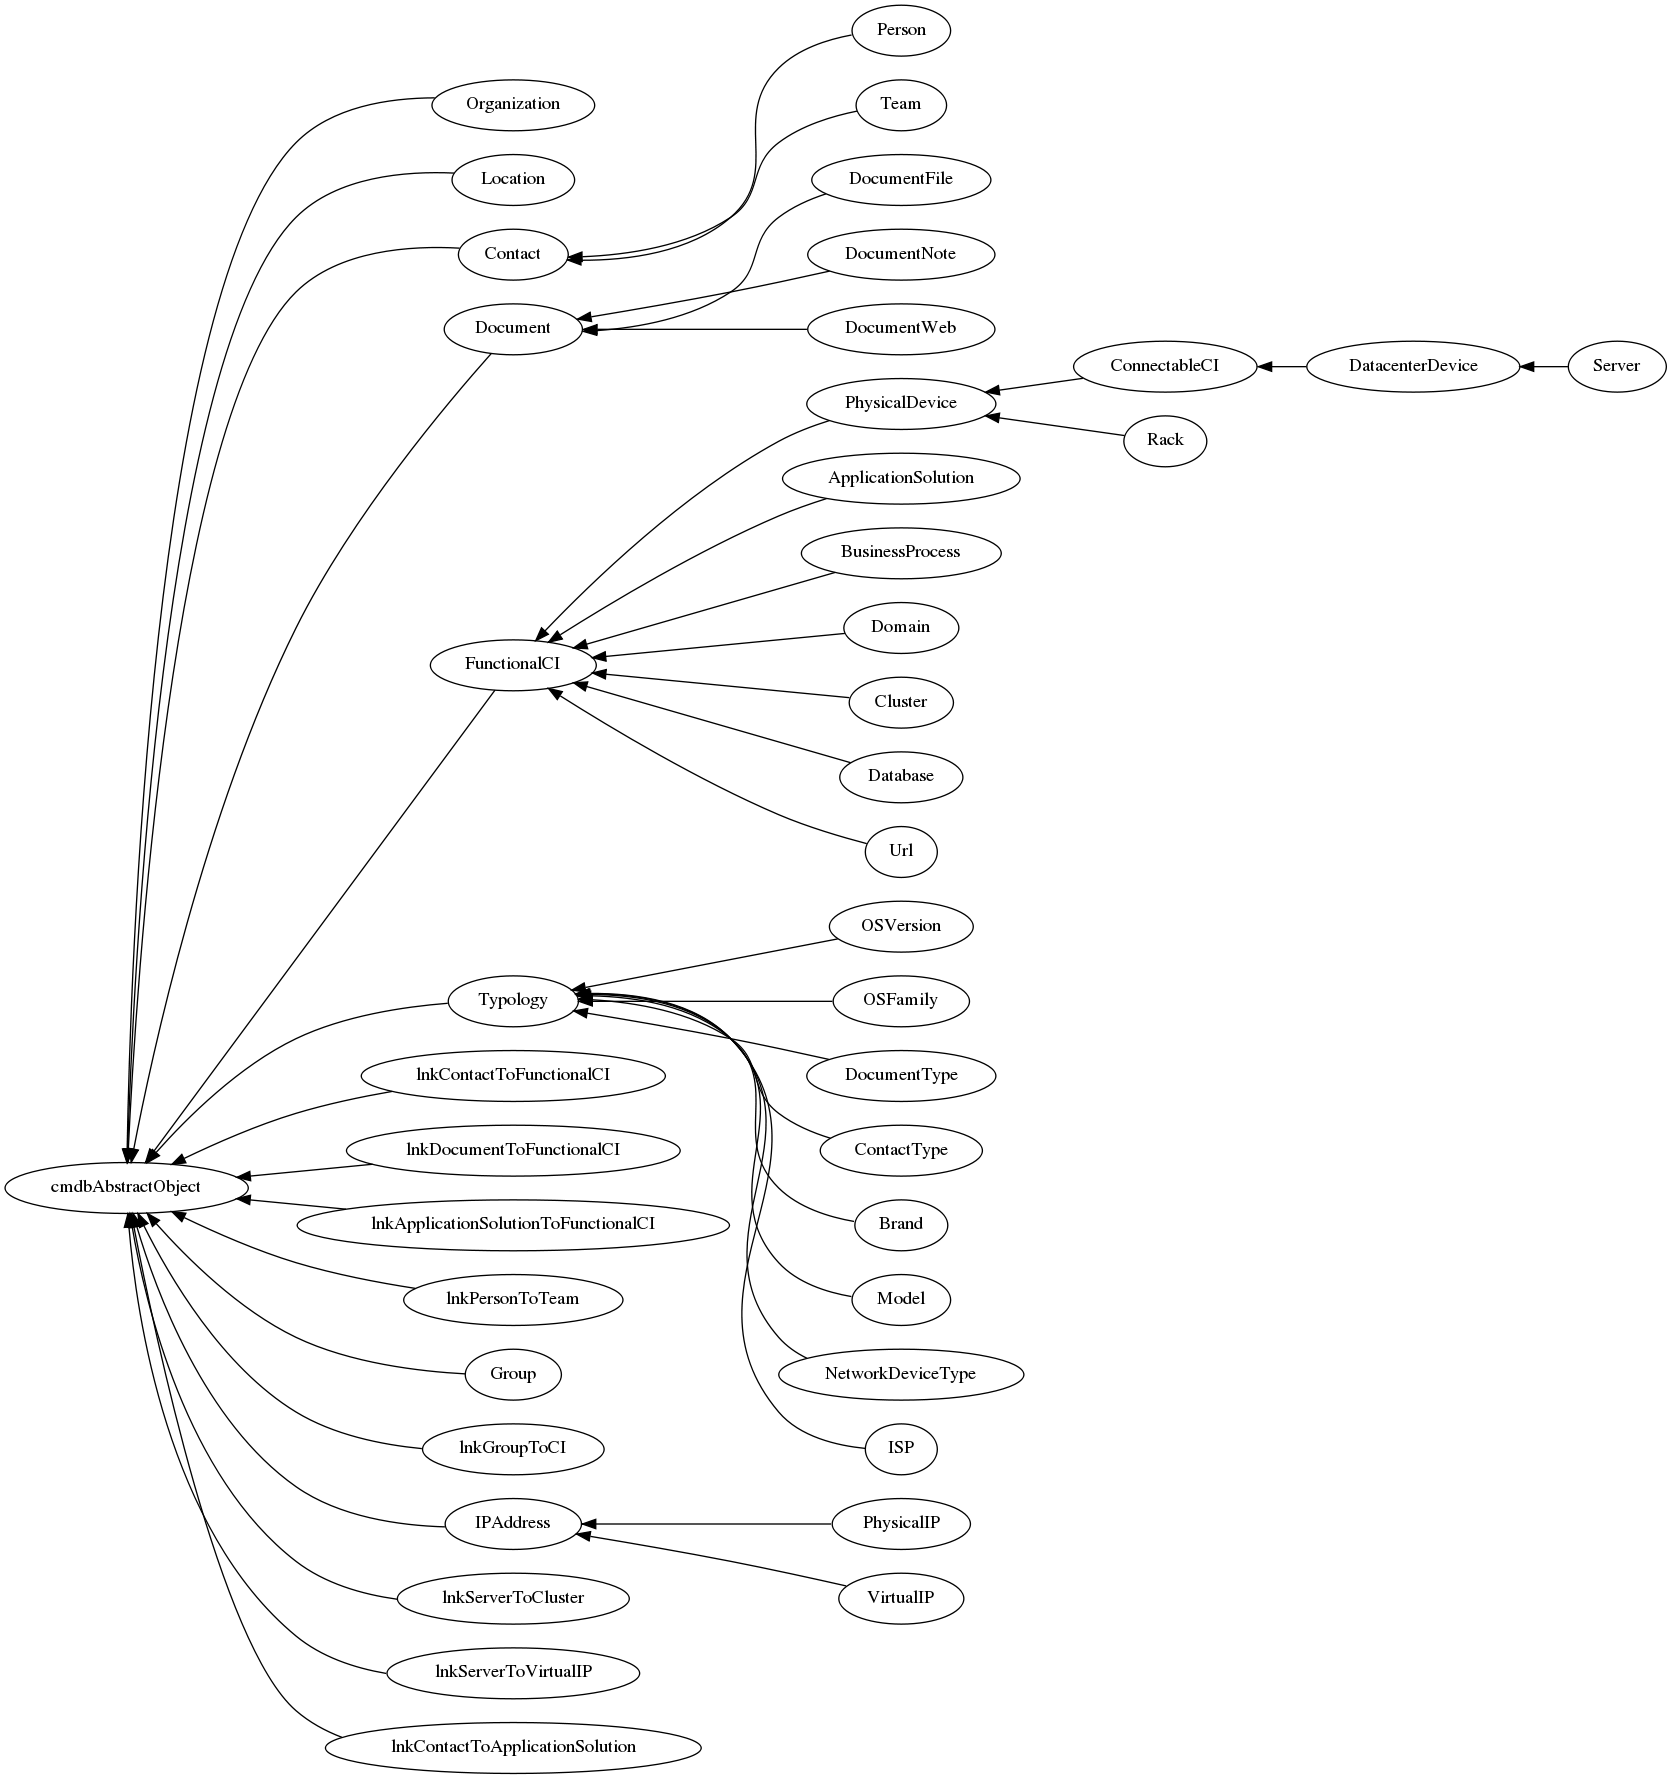 Person
Organization
Team
Location
DocumentFile
Contact
DocumentNote
Document
DocumentWeb
ConnectableCI
DatacenterDevice
Server
PhysicalDevice
Rack
ApplicationSolution
BusinessProcess
Domain
FunctionalCI
Cluster
Database
Url
OSVersion
Typology
OSFamily
lnkContactToFunctionalCI
DocumentType
lnkDocumentToFunctionalCI
ContactType
cmdbAbstractObject
lnkApplicationSolutionToFunctionalCI
Brand
lnkPersonToTeam
Model
Group
NetworkDeviceType
lnkGroupToCI
ISP
IPAddress
PhysicalIP
lnkServerToCluster
VirtualIP
lnkServerToVirtualIP
lnkContactToApplicationSolution